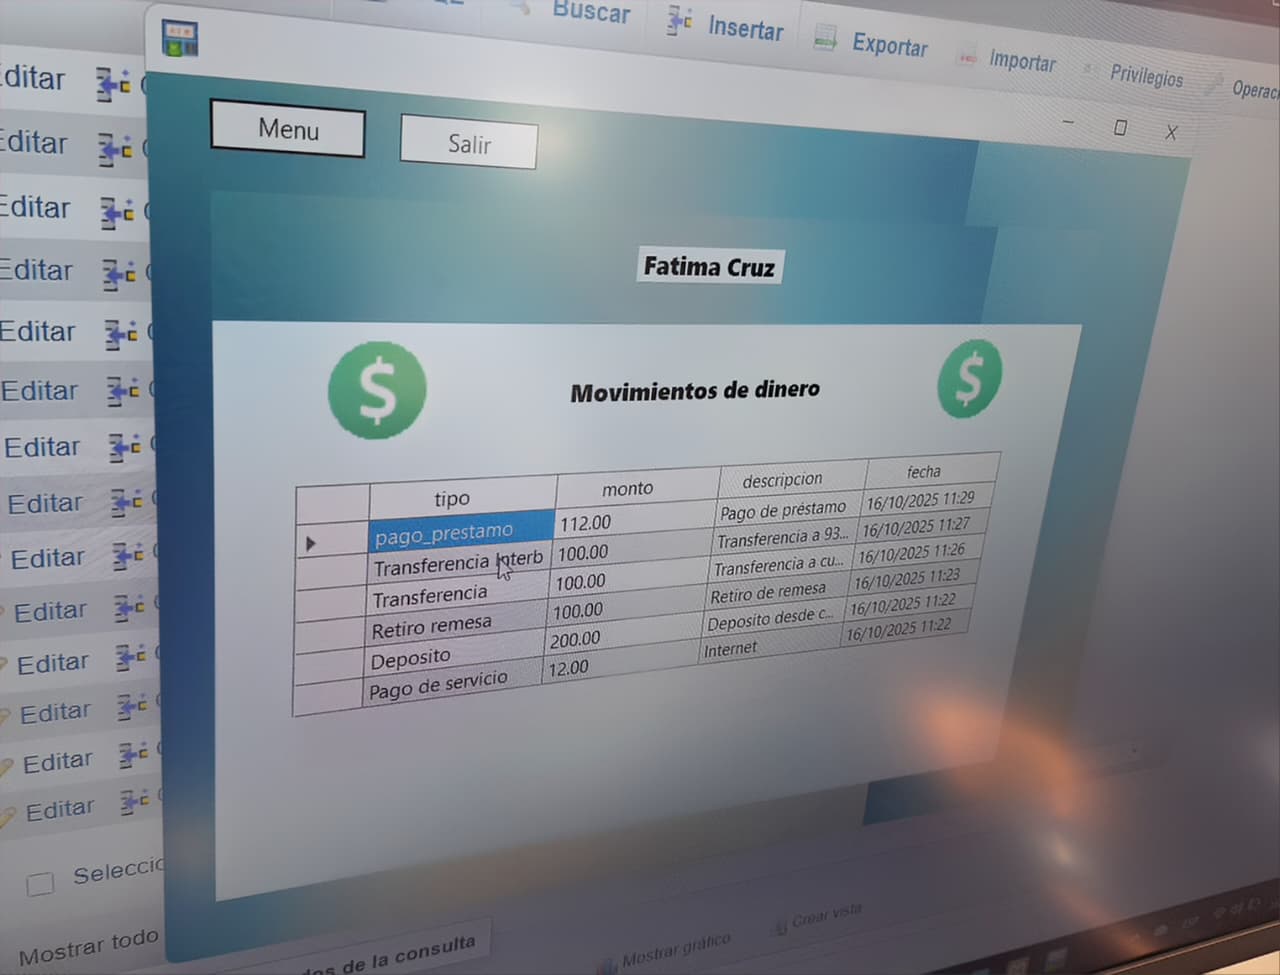 Buscar
Insertar
Exportar
Importar
Privilegios
Menu
Salir
Fatima Cruz
Movimientos de dinero
tipo monto descripcion fecha
pago_prestamo 112.00 Pago de préstamo 16/10/2025 11:29
Transferencia Interb 100.00 Transferencia a 93... 16/10/2025 11:27
Transferencia 100.00 Transferencia a cu... 16/10/2025 11:26
Retiro remesa 100.00 Retiro de remesa 16/10/2025 11:23
Deposito 200.00 Deposito desde c... 16/10/2025 11:22
Pago de servicio 12.00 Internet 16/10/2025 11:22
Editar
Editar
Editar
Editar
Editar
Editar
Editar
Editar
Editar
Editar
Editar
Editar
Editar
Editar
Seleccio
Mostrar todo
de la consulta
Mostrar gráfico
Crear vista